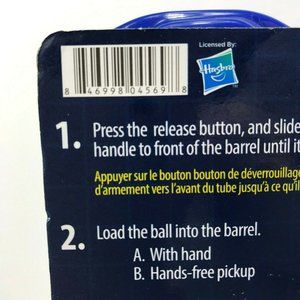 Licensed By:
Hasbro
8 46998 04569 8
1. Press the release button, and slide
handle to front of the barrel until it
Appuyer sur le bouton bouton de déverrouillage
d'armement vers l'avant du tube jusqu'à ce qu'il
2. Load the ball into the barrel.
A. With hand
B. Hands-free pickup